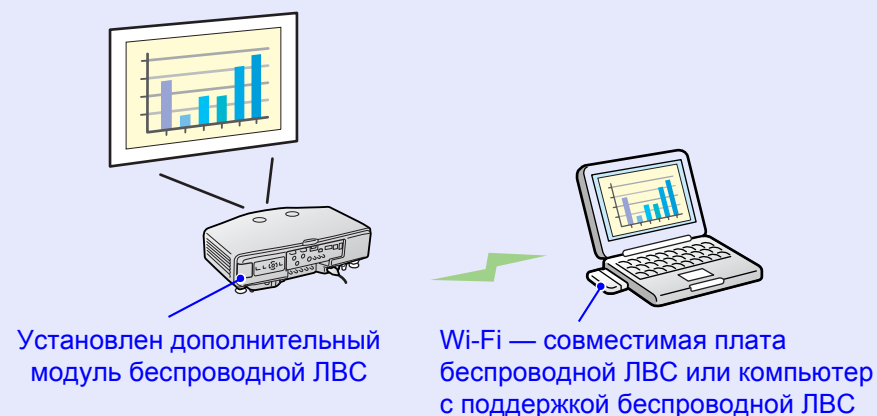 Установлен дополнительный
модуль беспроводной ЛВС
Wi-Fi — совместимая плата
беспроводной ЛВС или компьютер
с поддержкой беспроводной ЛВС